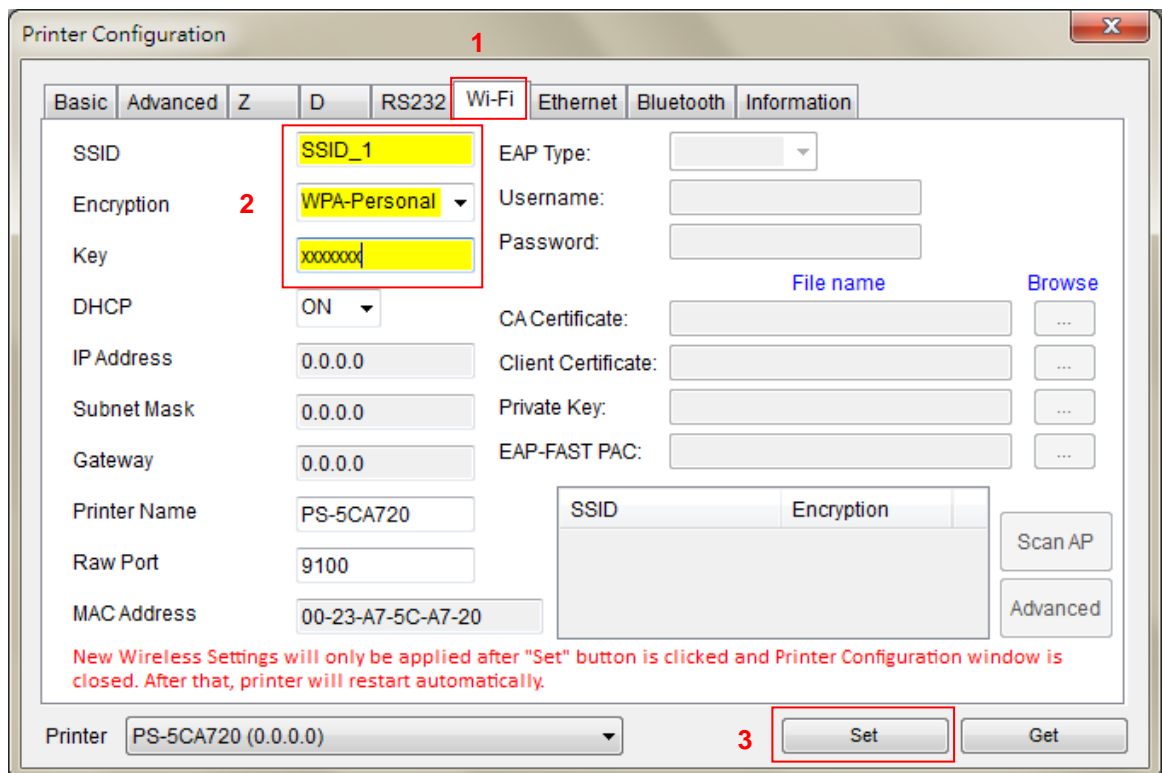 Printer Configuration
1
Basic Advanced Z D RS232 Wi-Fi Ethernet Bluetooth Information
SSID SSID_1 EAP Type:
2
Encryption WPA-Personal Username:
Key xxxxxxx Password:
File name Browse
DHCP ON CA Certificate: ...
IP Address 0.0.0.0 Client Certificate: ...
Subnet Mask 0.0.0.0 Private Key: ...
Gateway 0.0.0.0 EAP-FAST PAC: ...
Printer Name PS-5CA720 SSID Encryption
Scan AP
Raw Port 9100
MAC Address 00-23-A7-5C-A7-20 Advanced
New Wireless Settings will only be applied after "Set" button is clicked and Printer Configuration window is
closed. After that, printer will restart automatically.
Printer PS-5CA720 (0.0.0.0) 3 Set Get